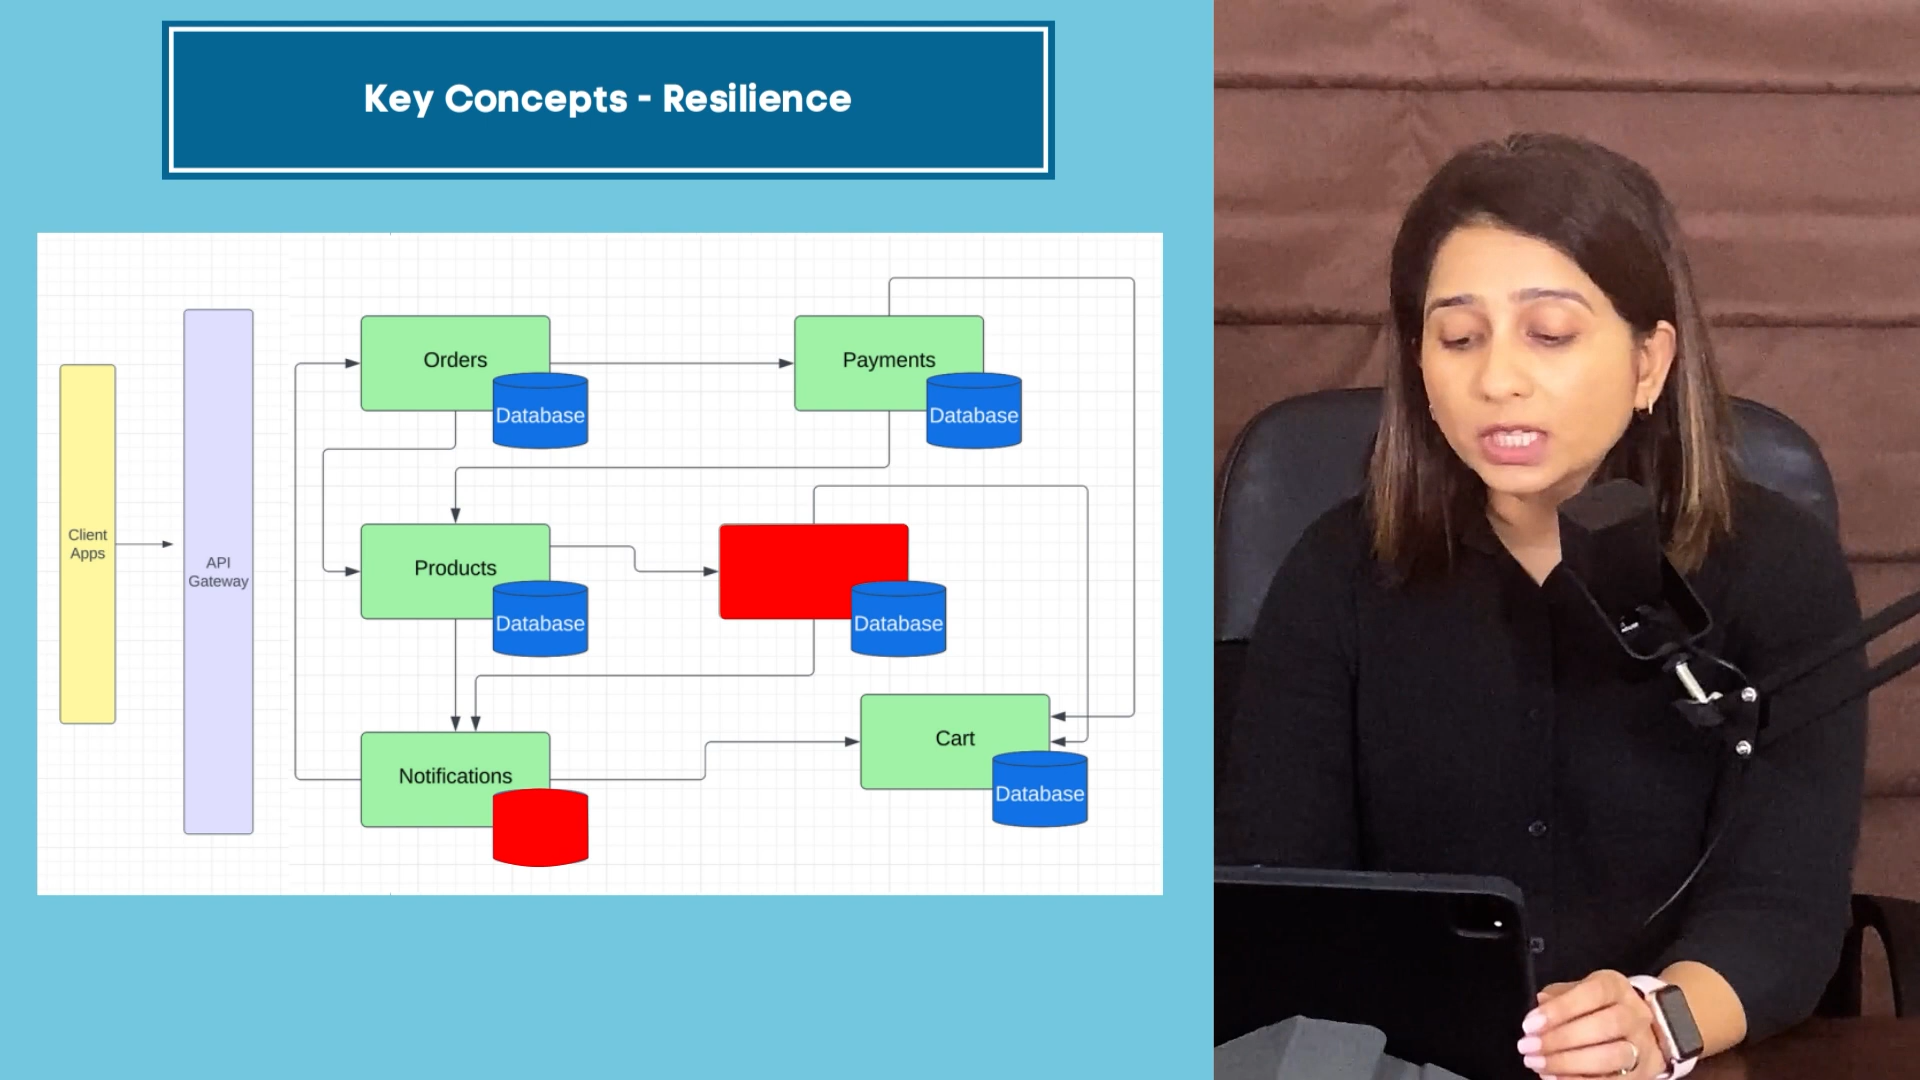 Key Concepts - Resilience
Orders
Database
Payments
Database
Client
Apps
API
Gateway
Products
Database
Database
Notifications
Cart
Database